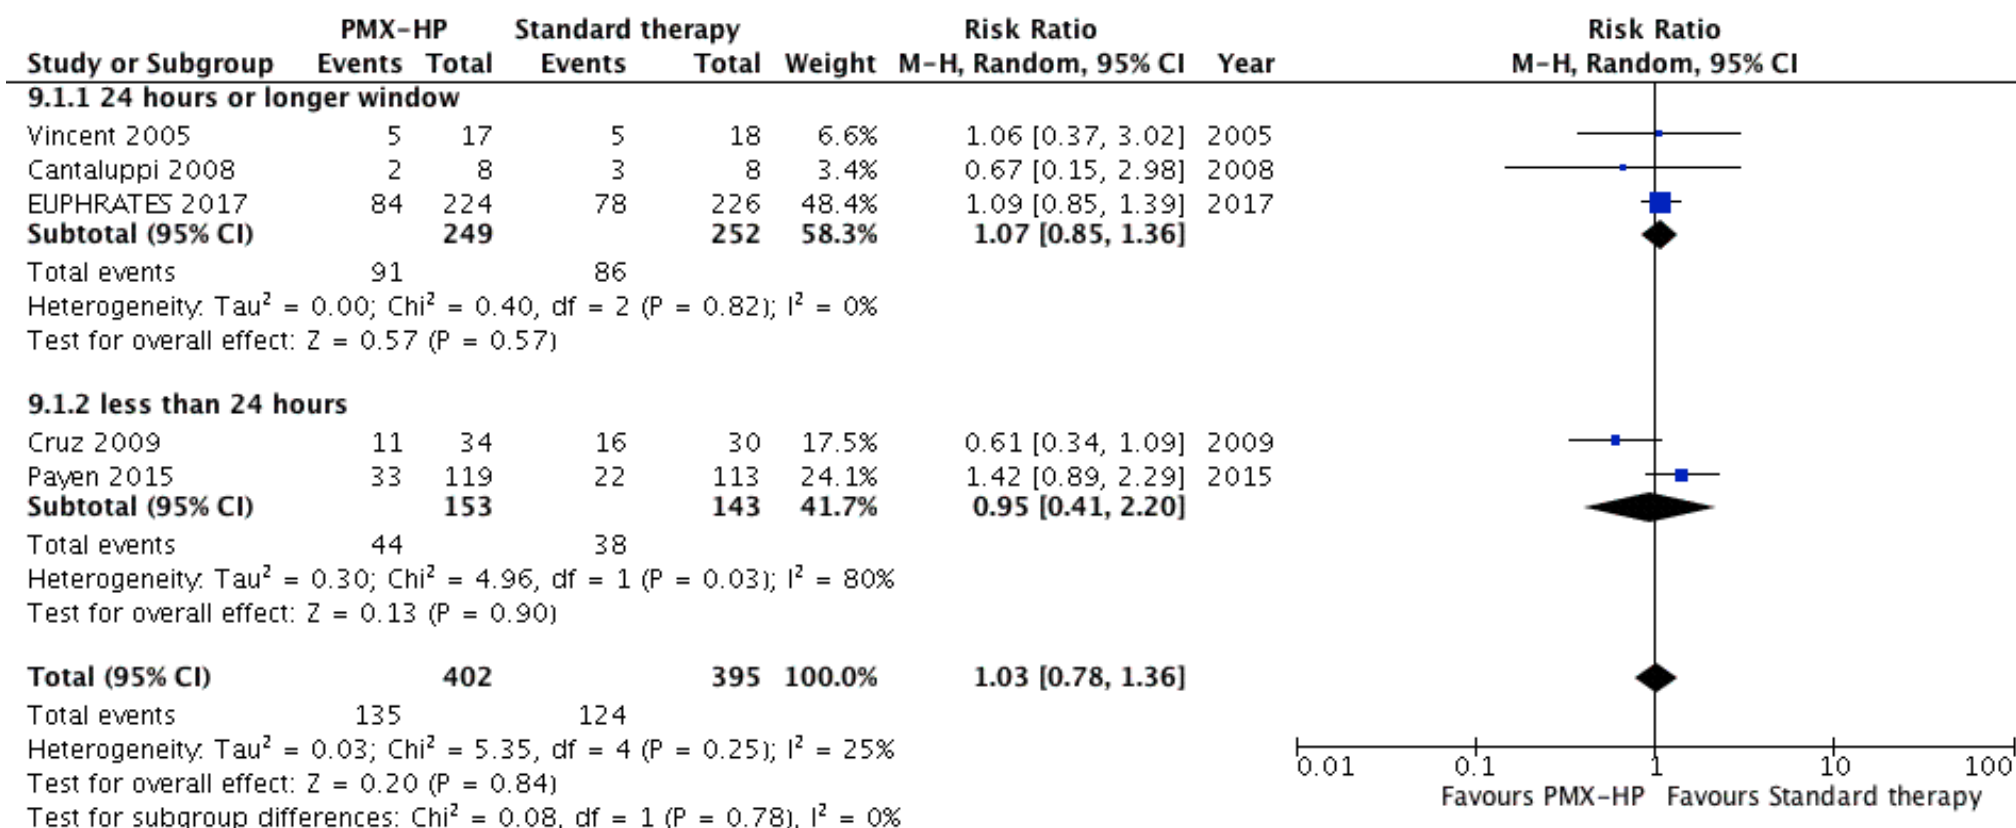 PMX-HP Standard therapy Risk Ratio Risk Ratio
Study or Subgroup Events Total Events Total Weight M-H, Random, 95% CI Year M-H, Random, 95% CI
9.1.1 24 hours or longer window
Vincent 2005 5 17 5 18 6.6% 1.06 [0.37, 3.02] 2005
Cantaluppi 2008 2 8 3 8 3.4% 0.67 [0.15, 2.98] 2008
EUPHRATES 2017 84 224 78 226 48.4% 1.09 [0.85, 1.39] 2017
Subtotal (95% CI) 249 252 58.3% 1.07 [0.85, 1.36]
Total events 91 86
Heterogeneity: Tau² = 0.00; Chi² = 0.40, df = 2 (P = 0.82); I² = 0%
Test for overall effect: Z = 0.57 (P = 0.57)
9.1.2 less than 24 hours
Cruz 2009 11 34 16 30 17.5% 0.61 [0.34, 1.09] 2009
Payen 2015 33 119 22 113 24.1% 1.42 [0.89, 2.29] 2015
Subtotal (95% CI) 153 143 41.7% 0.95 [0.41, 2.20]
Total events 44 38
Heterogeneity: Tau² = 0.30; Chi² = 4.96, df = 1 (P = 0.03); I² = 80%
Test for overall effect: Z = 0.13 (P = 0.90)
Total (95% CI) 402 395 100.0% 1.03 [0.78, 1.36]
Total events 135 124
Heterogeneity: Tau² = 0.03; Chi² = 5.35, df = 4 (P = 0.25); I² = 25%
Test for overall effect: Z = 0.20 (P = 0.84)
Test for subgroup differences: Chi² = 0.08, df = 1 (P = 0.78), I² = 0%
0.01 0.1 1 10 100
Favours PMX-HP Favours Standard therapy